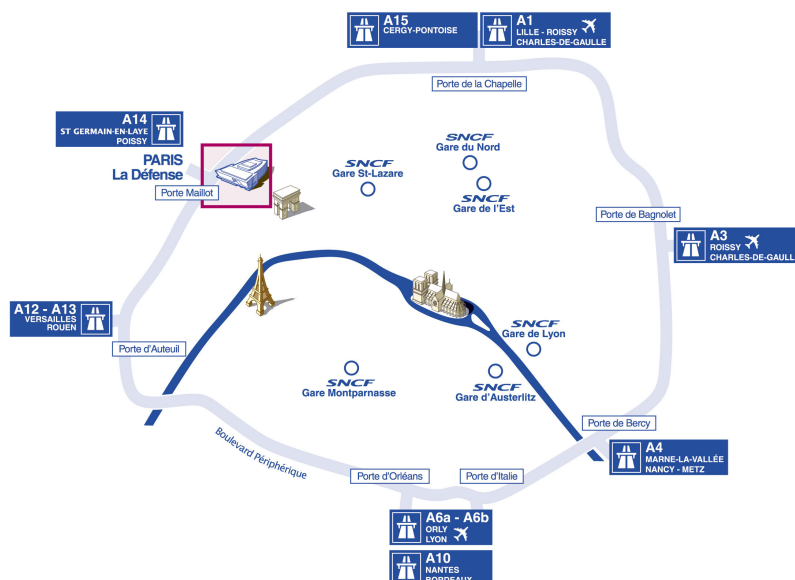 A15
CERGY-PONTOISE
A1
LILLE - ROISSY
CHARLES-DE-GAULLE
Porte de la Chapelle
A14
ST GERMAIN-EN-LAYE
POISSY
PARIS
La Défense
Porte Maillot
SNCF
Gare St-Lazare
SNCF
Gare du Nord
SNCF
Gare de l'Est
Porte de Bagnolet
A3
ROISSY
CHARLES-DE-GAULL
A12 - A13
VERSAILLES
ROUEN
Porte d'Auteuil
SNCF
Gare de Lyon
SNCF
Gare Montparnasse
SNCF
Gare d'Austerlitz
Porte de Bercy
A4
MARNE-LA-VALLÉE
NANCY - METZ
Boulevard Périphérique
Porte d'Orléans
Porte d'Italie
A6a - A6b
ORLY
LYON
A10
NANTES
BORDEAUX